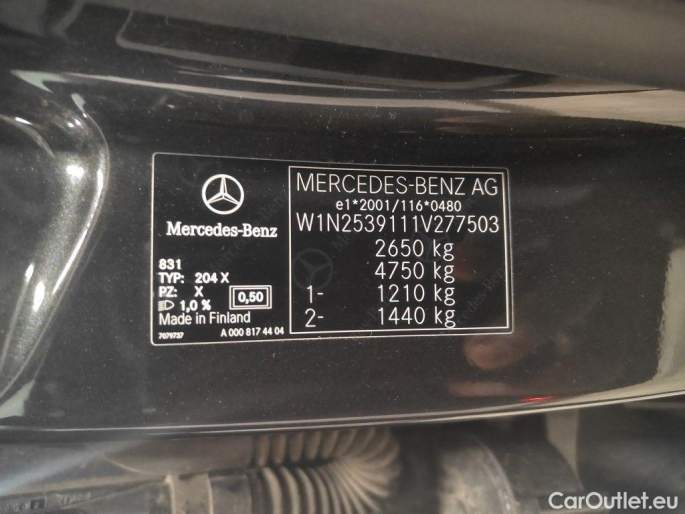 Mercedes-Benz
831
TYP: 204 X
PZ: X
1,0 % 0,50
Made in Finland
7079737 A 000 817 44 04
MERCEDES-BENZ AG
e1*2001/116*0480
W1N2539111V277503
2650 kg
4750 kg
1- 1210 kg
2- 1440 kg
CarOutlet.eu